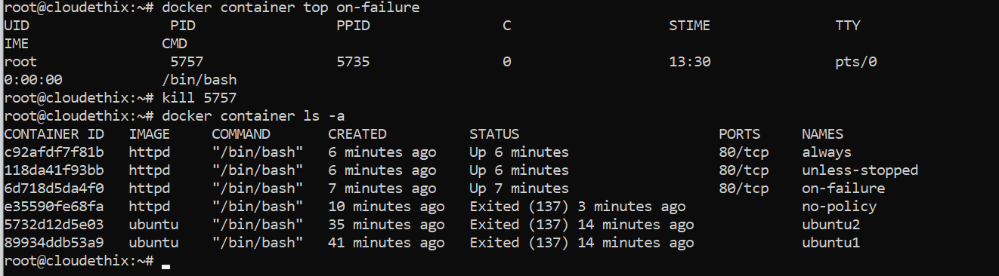 root@cloudethix:~# docker container top on-failure
UID                 PID                 PPID                C                   STIME               TTY
IME                CMD
root                5757                5735                0                   13:30               pts/0
0:00:00            /bin/bash
root@cloudethix:~# kill 5757
root@cloudethix:~# docker container ls -a
CONTAINER ID   IMAGE     COMMAND       CREATED          STATUS                       PORTS     NAMES
c92afdf7f81b   httpd     "/bin/bash"   6 minutes ago    Up 6 minutes                 80/tcp    always
118da41f93bb   httpd     "/bin/bash"   6 minutes ago    Up 6 minutes                 80/tcp    unless-stopped
6d718d5da4f0   httpd     "/bin/bash"   7 minutes ago    Up 7 minutes                 80/tcp    on-failure
e35590fe68fa   httpd     "/bin/bash"   10 minutes ago   Exited (137) 3 minutes ago             no-policy
5732d12d5e03   ubuntu    "/bin/bash"   35 minutes ago   Exited (137) 14 minutes ago            ubuntu2
89934ddb53a9   ubuntu    "/bin/bash"   41 minutes ago   Exited (137) 14 minutes ago            ubuntu1
root@cloudethix:~#